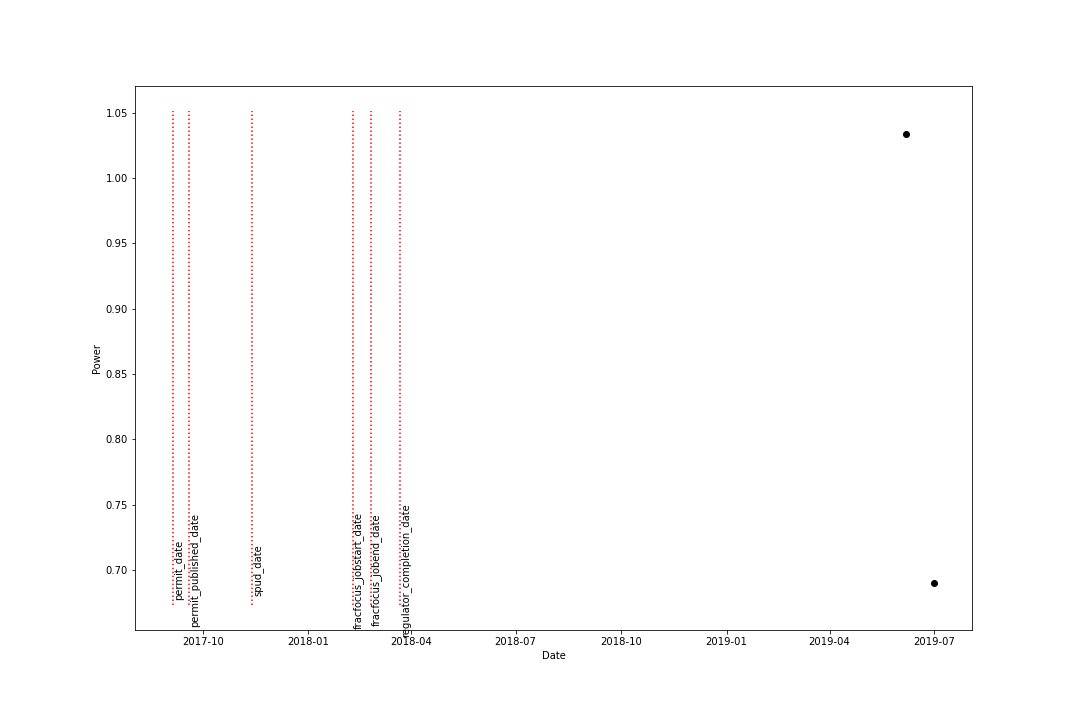 1.05
1.00
0.95
0.90
0.85
0.80
0.75
0.70
Power
permit_date
permit_published_date
spud_date
fracfocus_jobstart_date
fracfocus_jobend_date
regulator_completion_date
2017-10
2018-01
2018-04
2018-07
2018-10
2019-01
2019-04
2019-07
Date